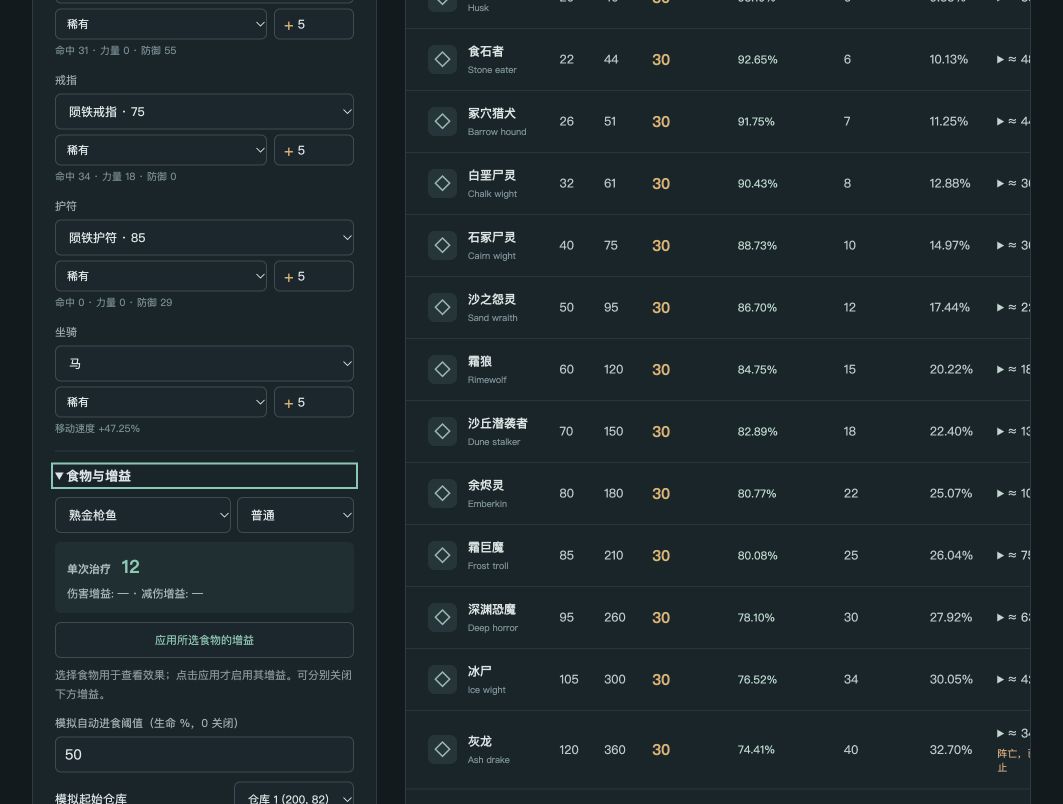 稀有
+ 5
命中 31 · 力量 0 · 防御 55
戒指
陨铁戒指 · 75
稀有
+ 5
命中 34 · 力量 18 · 防御 0
护符
陨铁护符 · 85
稀有
+ 5
命中 0 · 力量 0 · 防御 29
坐骑
马
稀有
+ 5
移动速度 +47.25%
▼食物与增益
熟金枪鱼
普通
单次治疗 12
伤害增益: — · 减伤增益: —
应用所选食物的增益
选择食物用于查看效果；点击应用才启用其增益。可分别关闭
下方增益。
模拟自动进食阈值（生命 %，0 关闭）
50
模拟起始仓库
仓库 1 (200, 82)
Husk
食石者
Stone eater
22 44 30 92.65% 6 10.13% ▶ ≈
冢穴猎犬
Barrow hound
26 51 30 91.75% 7 11.25% ▶ ≈
白垩尸灵
Chalk wight
32 61 30 90.43% 8 12.88% ▶ ≈
石冢尸灵
Cairn wight
40 75 30 88.73% 10 14.97% ▶ ≈
沙之怨灵
Sand wraith
50 95 30 86.70% 12 17.44% ▶ ≈
霜狼
Rimewolf
60 120 30 84.75% 15 20.22% ▶ ≈
沙丘潜袭者
Dune stalker
70 150 30 82.89% 18 22.40% ▶ ≈
余烬灵
Emberkin
80 180 30 80.77% 22 25.07% ▶ ≈
霜巨魔
Frost troll
85 210 30 80.08% 25 26.04% ▶ ≈
深渊恐魔
Deep horror
95 260 30 78.10% 30 27.92% ▶ ≈
冰尸
Ice wight
105 300 30 76.52% 34 30.05% ▶ ≈
灰龙
Ash drake
120 360 30 74.41% 40 32.70% ▶ ≈
阵亡，
止